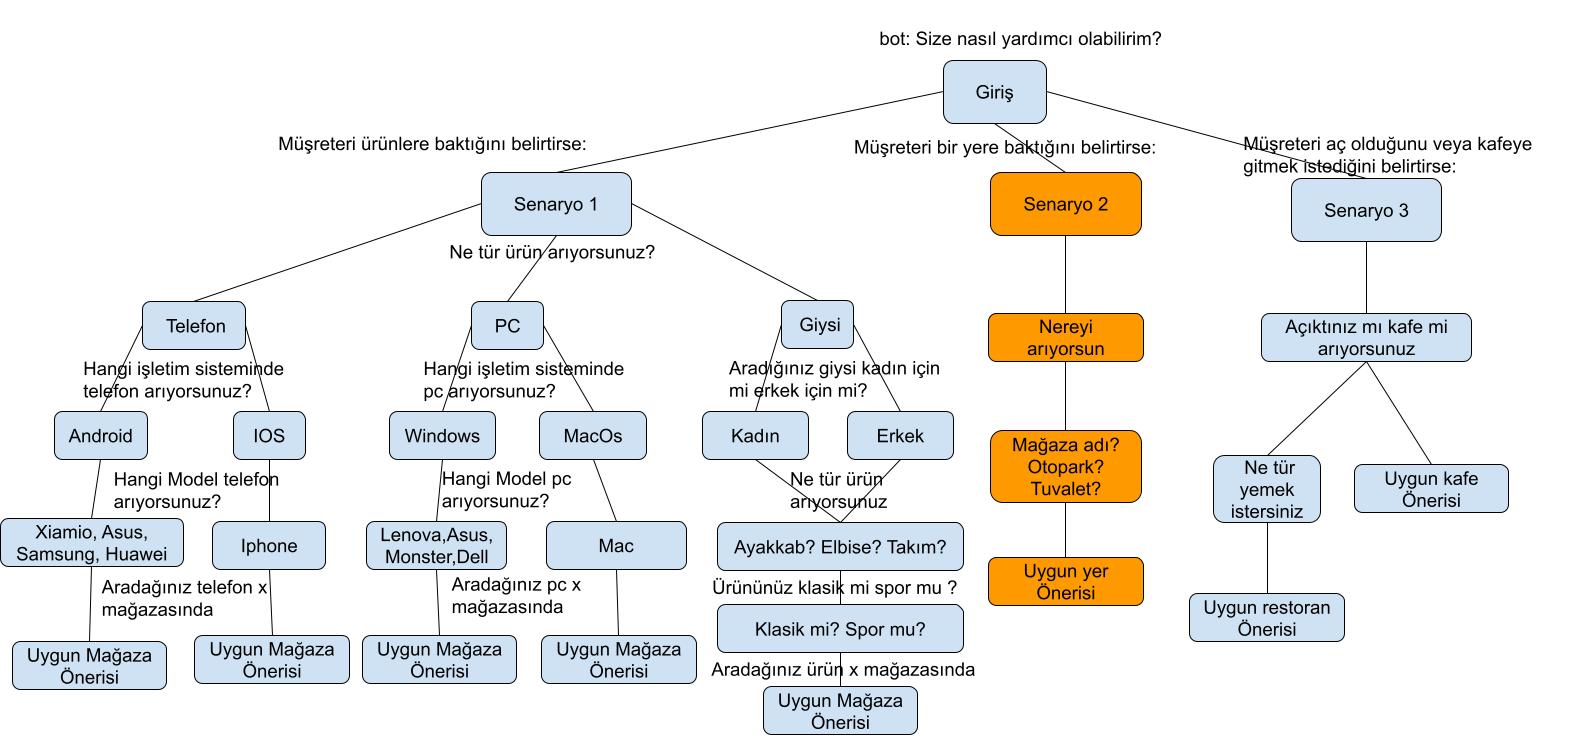 bot: Size nasıl yardımcı olabilirim?
Giriş
Müşreteri ürünlere baktığını belirtirse:
Müşreteri bir yere baktığını belirtirse:
Müşreteri aç olduğunu veya kafeye
gitmek istediğini belirtirse:
Senaryo 1
Senaryo 2
Senaryo 3
Ne tür ürün arıyorsunuz?
Telefon
PC
Giysi
Nereyi
arıyorsun
Açıktınız mı kafe mi
arıyorsunuz
Hangi işletim sisteminde
telefon arıyorsunuz?
Hangi işletim sisteminde
pc arıyorsunuz?
Aradığınız giysi kadın için
mi erkek için mi?
Android
IOS
Windows
MacOs
Kadın
Erkek
Mağaza adı?
Otopark?
Tuvalet?
Ne tür
yemek
istersiniz
Uygun kafe
Önerisi
Hangi Model telefon
arıyorsunuz?
Hangi Model pc
arıyorsunuz?
Ne tür ürün
arıyorsunuz
Xiamio, Asus,
Samsung, Huawei
Iphone
Lenova,Asus,
Monster,Dell
Mac
Ayakkab? Elbise? Takım?
Aradağınız telefon x
mağazasında
Aradağınız pc x
mağazasında
Ürününüz klasik mi spor mu ?
Uygun yer
Önerisi
Uygun restoran
Önerisi
Klasik mi? Spor mu?
Uygun Mağaza
Önerisi
Uygun Mağaza
Önerisi
Uygun Mağaza
Önerisi
Uygun Mağaza
Önerisi
Aradağınız ürün x mağazasında
Uygun Mağaza
Önerisi